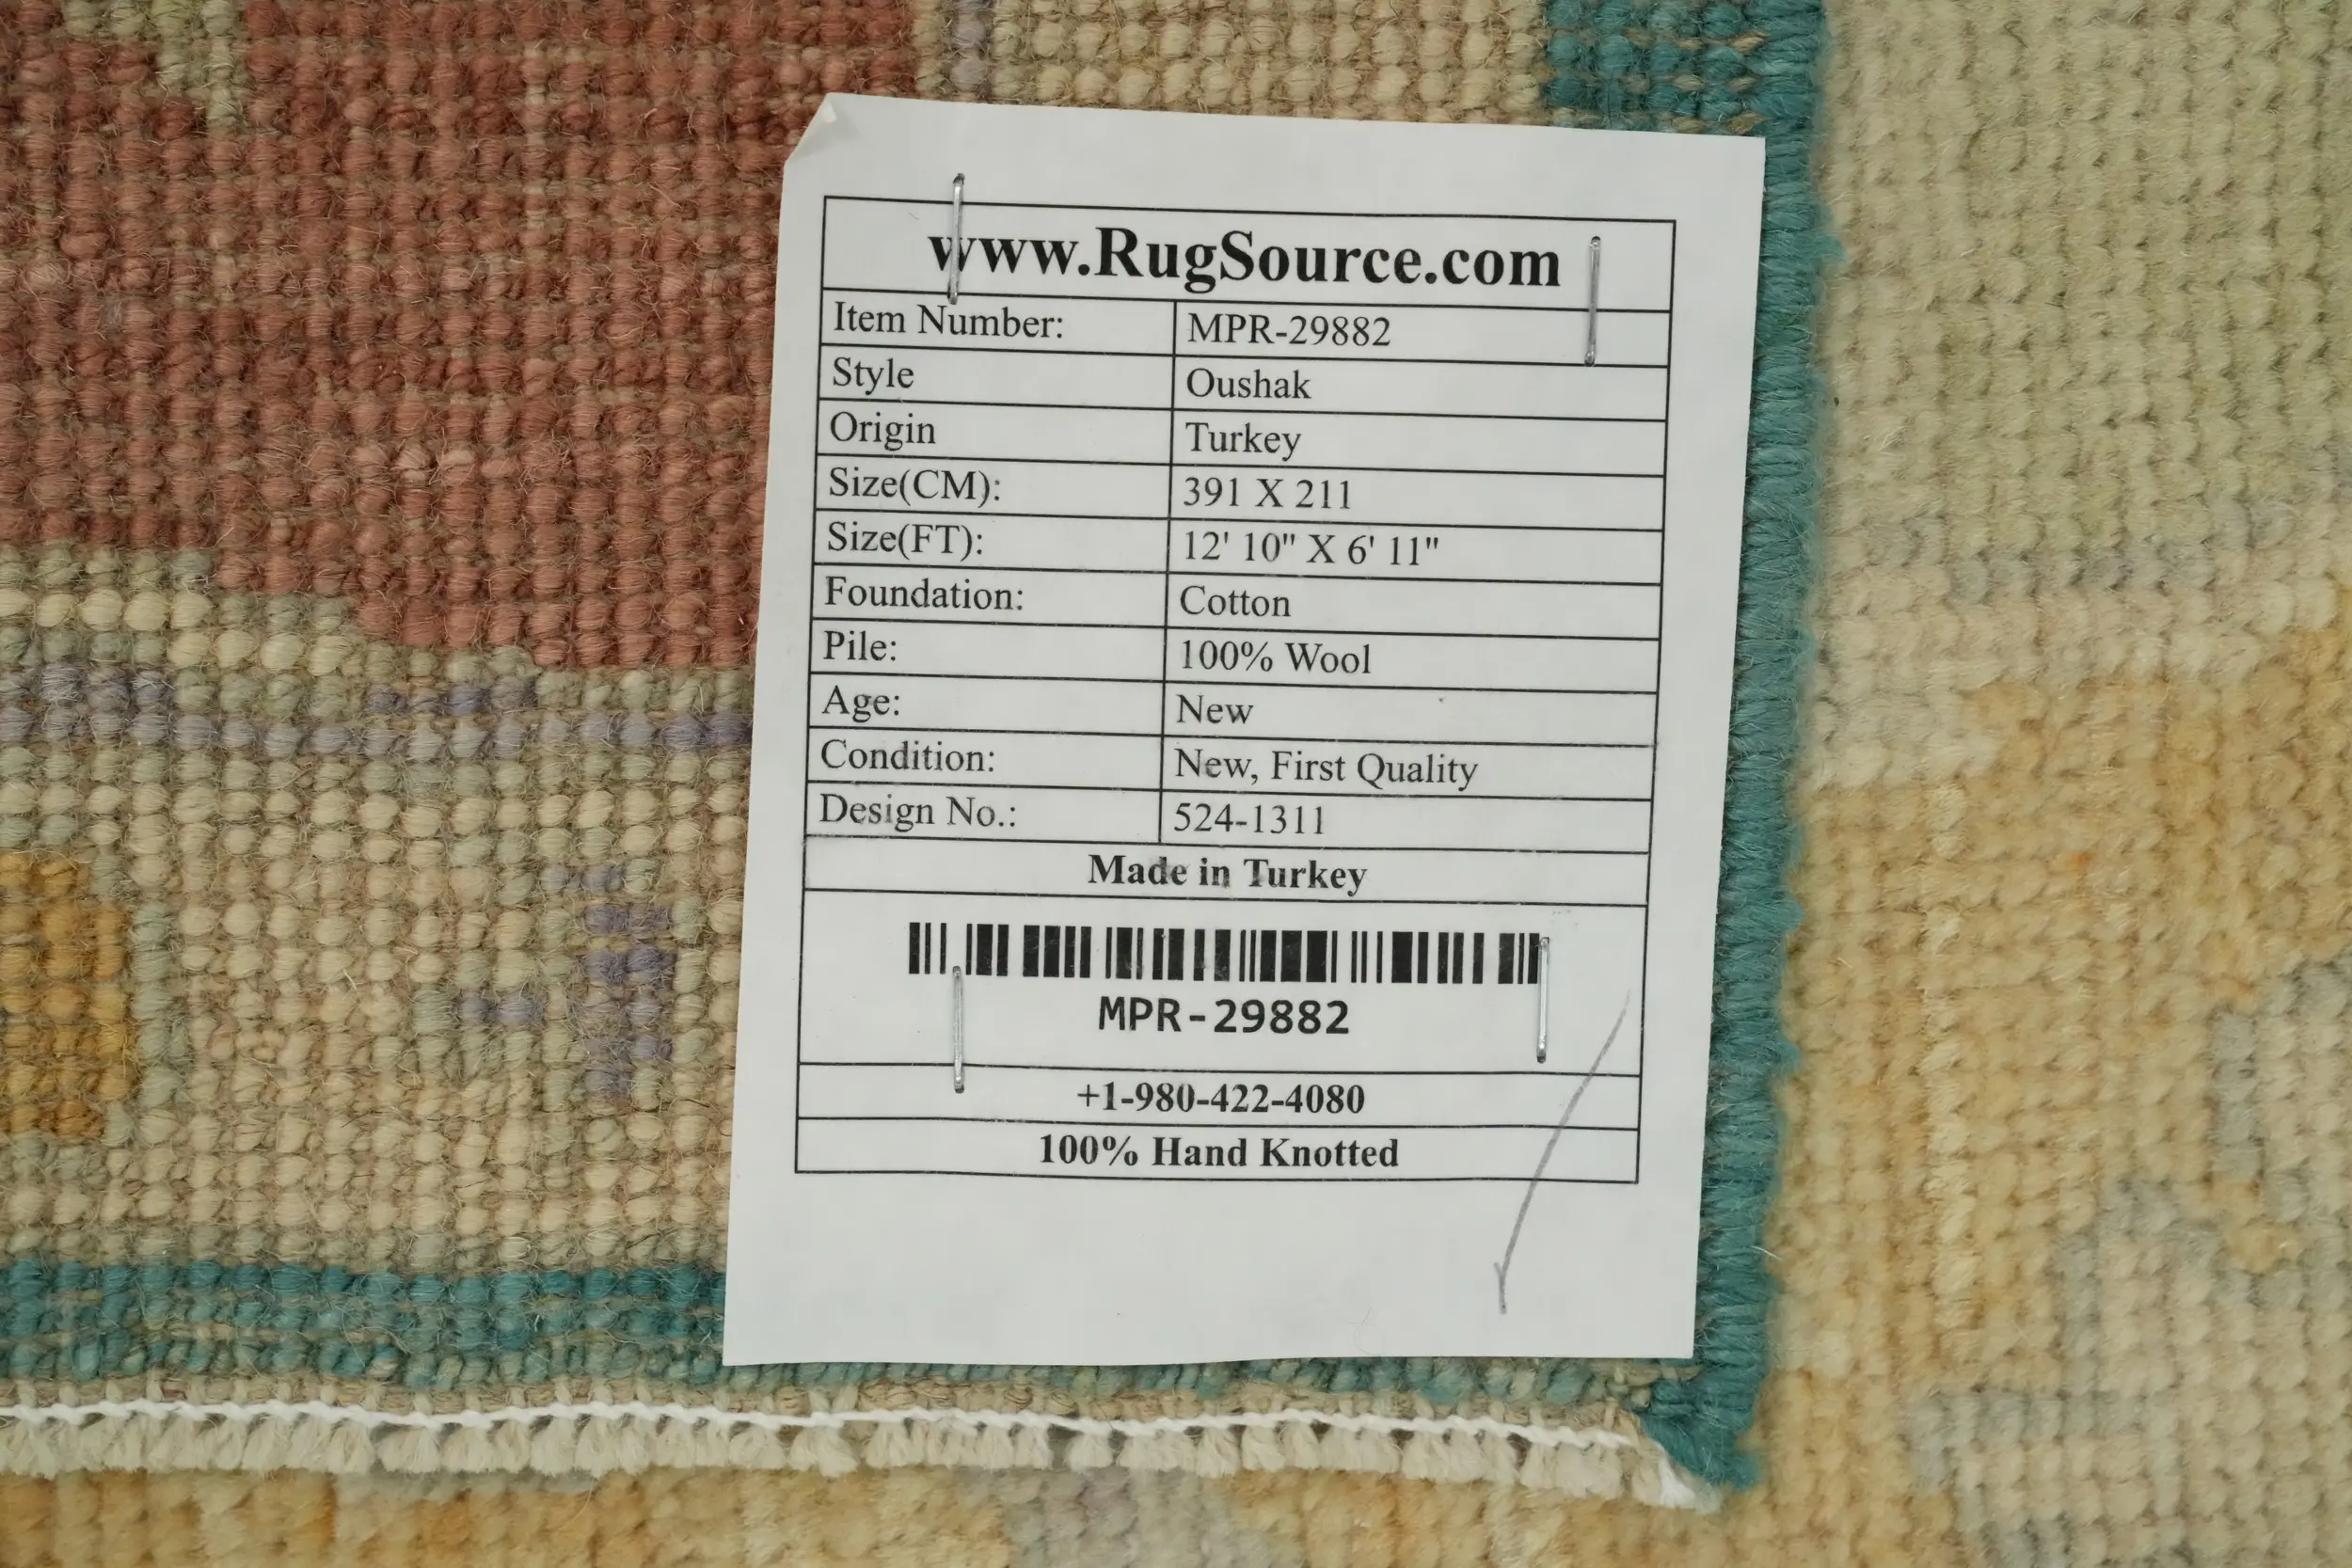 www.RugSource.com
Item Number: MPR-29882
Style Oushak
Origin Turkey
Size(CM): 391 X 211
Size(FT): 12' 10" X 6' 11"
Foundation: Cotton
Pile: 100% Wool
Age: New
Condition: New, First Quality
Design No.: 524-1311
Made in Turkey
MPR-29882
+1-980-422-4080
100% Hand Knotted